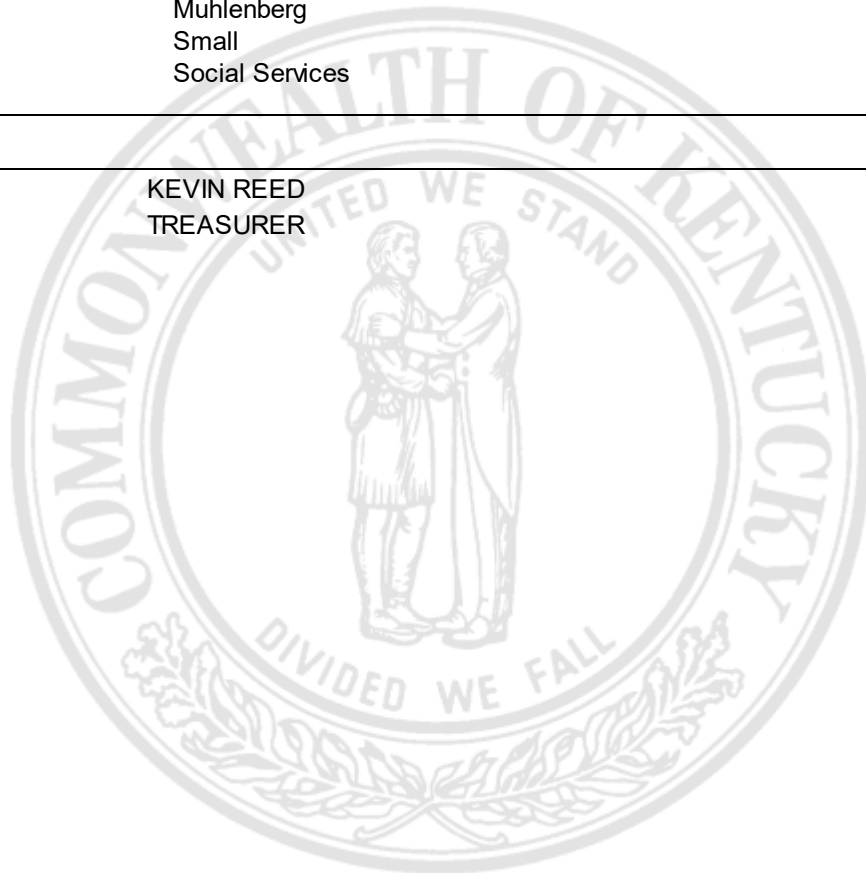 Muhlenberg
Small
Social Services
KEVIN REED
TREASURER
COMMONWEALTH OF KENTUCKY
UNITED WE STAND
DIVIDED WE FALL